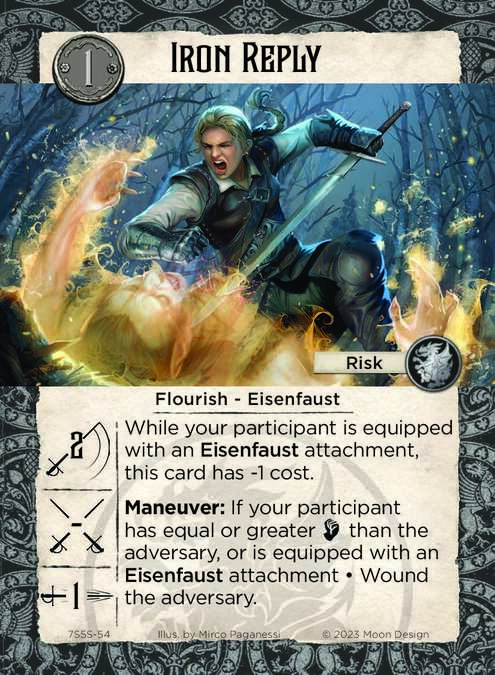 1
IRON REPLY
Risk
Flourish - Eisenfaust
2
While your participant is equipped
with an Eisenfaust attachment,
this card has -1 cost.
-
Maneuver: If your participant
has equal or greater than the
adversary, or is equipped with an
Eisenfaust attachment • Wound
the adversary.
1
7S5S-54 Illus. by Mirco Paganessi © 2023 Moon Design